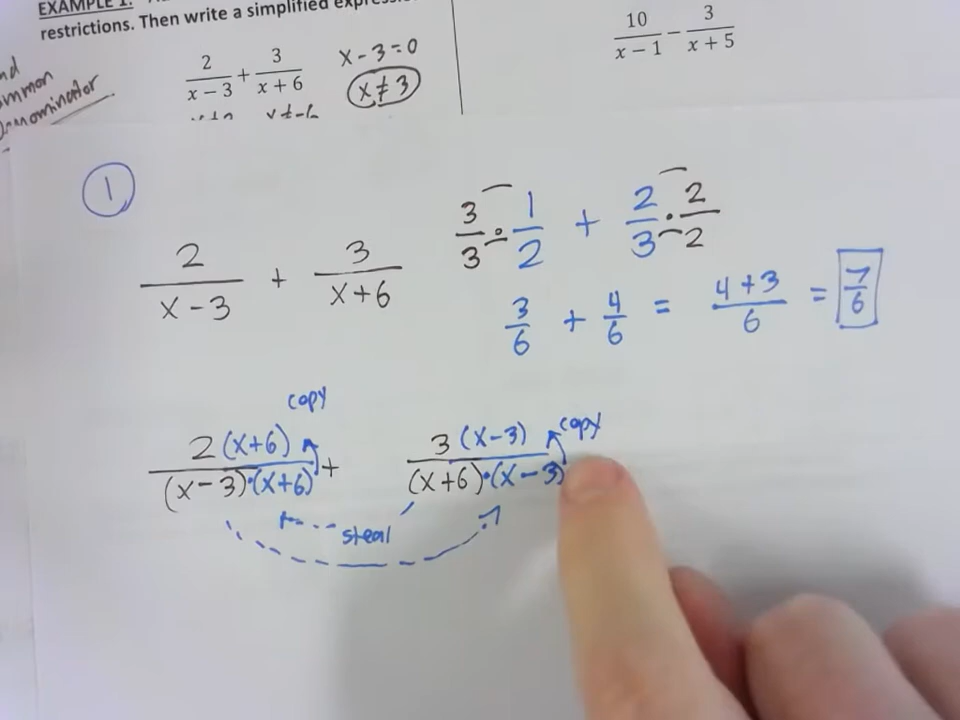 EXAMPLE 1:
restrictions. Then write a simplified
2/(x − 3) + 3/(x + 6)
x - 3 = 0
x ≠ 3
10/(x − 1) − 3/(x + 5)
Denominator
1
2/(x - 3) + 3/(x + 6)
3/3 · 1/2 + 2/3 · 2/2
3/6 + 4/6 = (4 + 3)/6 = 7/6
copy
copy
2(x+6)/((x - 3)·(x+6)) + 3(x-3)/((x+6)·(x - 3))
steal